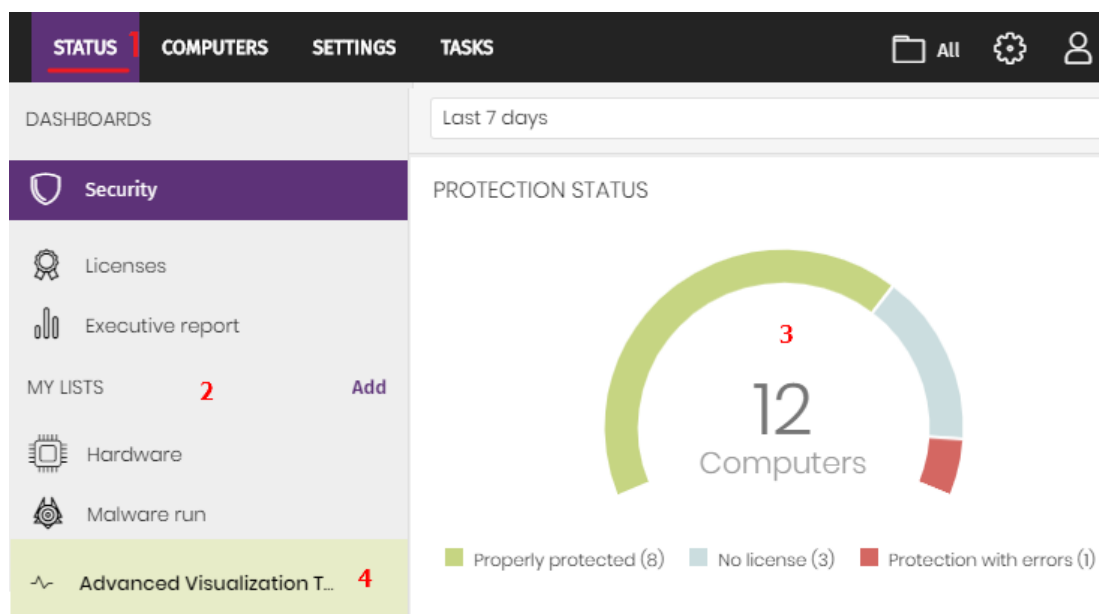 STATUS 1 COMPUTERS SETTINGS TASKS All
DASHBOARDS
Last 7 days
Security
PROTECTION STATUS
Licenses
Executive report
3
MY LISTS 2 Add
12
Computers
Hardware
Malware run
Properly protected (8) No license (3) Protection with errors (1)
Advanced Visualization T... 4